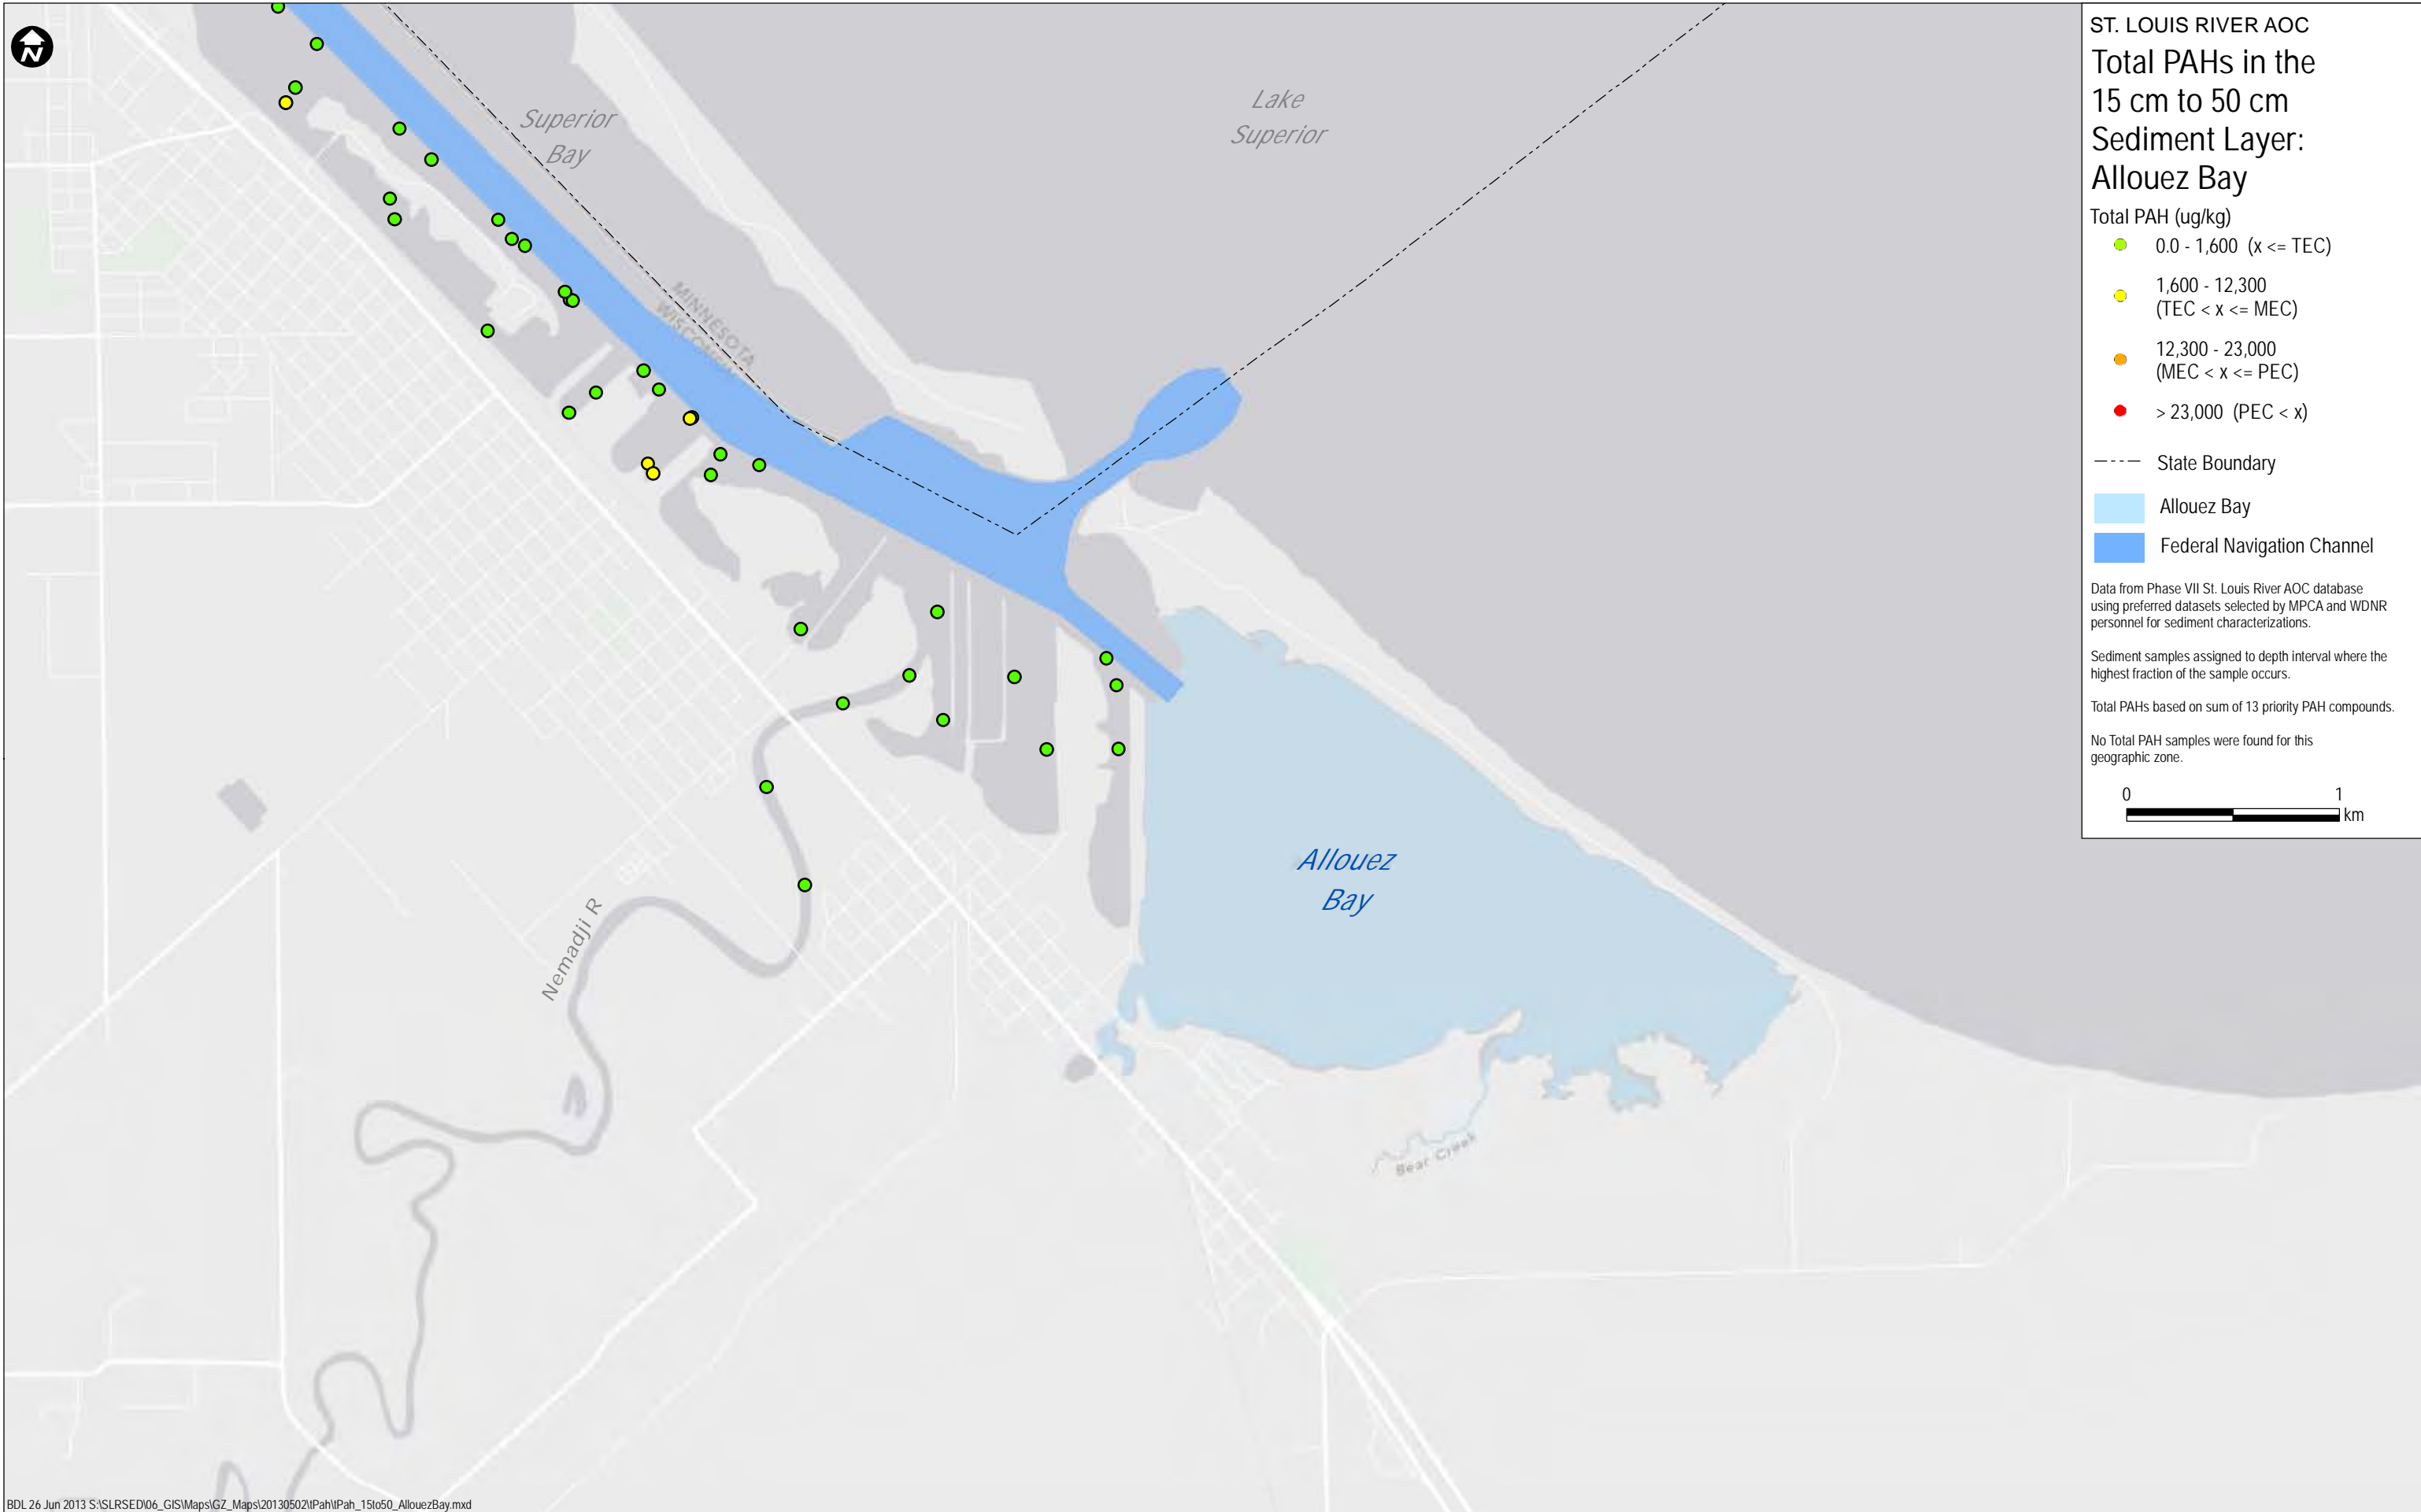 N
Superior
Bay
Lake
Superior
MINNESOTA
WISCONSIN
Allouez
Bay
Nemadji R
Bear Creek
ST. LOUIS RIVER AOC
Total PAHs in the
15 cm to 50 cm
Sediment Layer:
Allouez Bay
Total PAH (ug/kg)
0.0 - 1,600 (x <= TEC)
1,600 - 12,300
(TEC < x <= MEC)
12,300 - 23,000
(MEC < x <= PEC)
> 23,000 (PEC < x)
State Boundary
Allouez Bay
Federal Navigation Channel
Data from Phase VII St. Louis River AOC database
using preferred datasets selected by MPCA and WDNR
personnel for sediment characterizations.
Sediment samples assigned to depth interval where the
highest fraction of the sample occurs.
Total PAHs based on sum of 13 priority PAH compounds.
No Total PAH samples were found for this
geographic zone.
0 1
km
BDL 26 Jun 2013 S:\SLRSED\06_GIS\Maps\GZ_Maps\20130502\tPah\tPah_15to50_AllouezBay.mxd